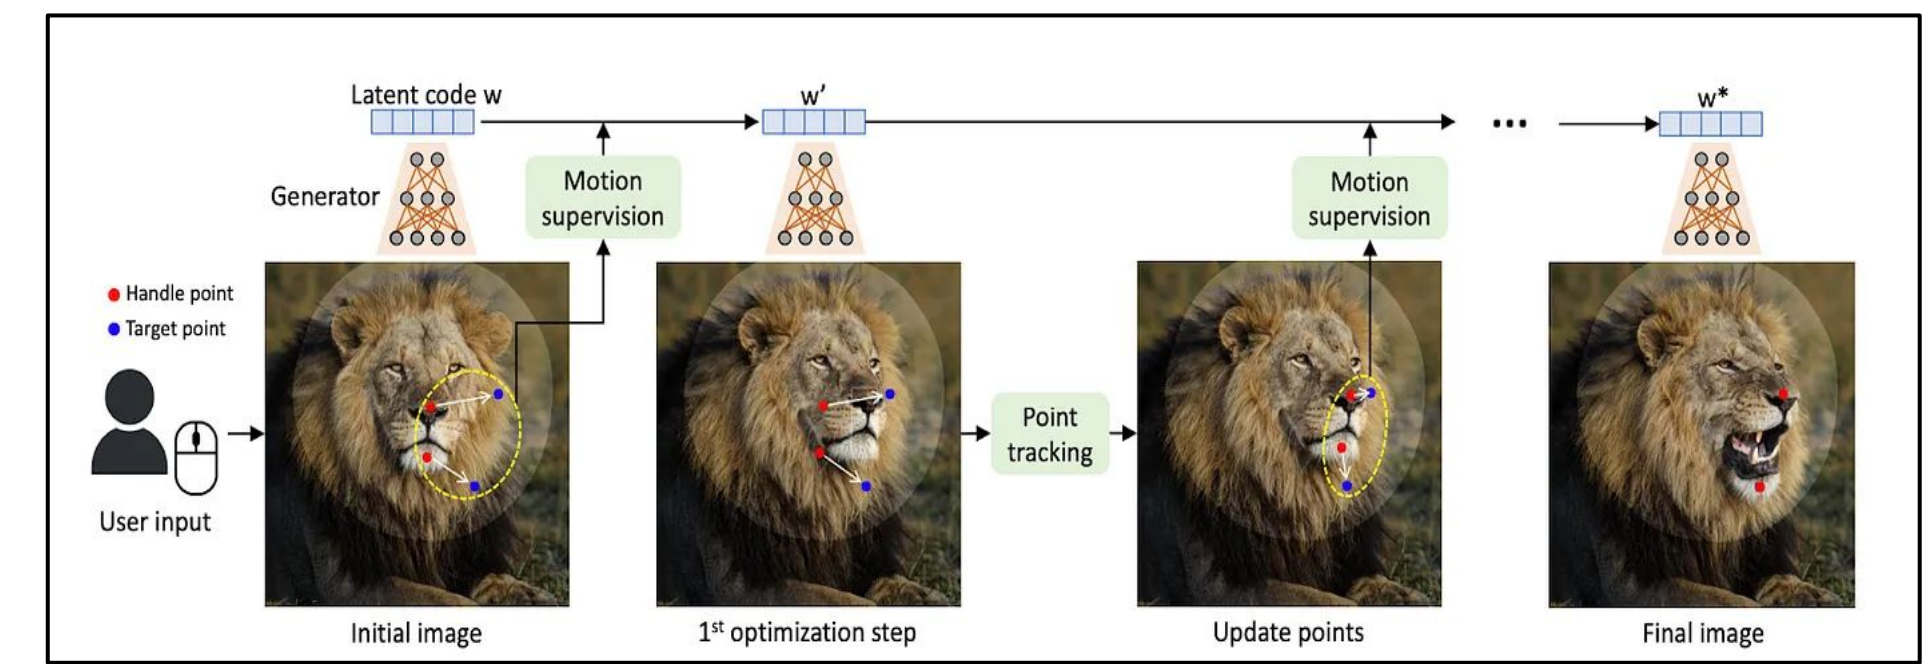 Latent code w
w’
w*
Generator
Motion
supervision
Motion
supervision
...
Handle point
Target point
Point
tracking
User input
Initial image
1st optimization step
Update points
Final image